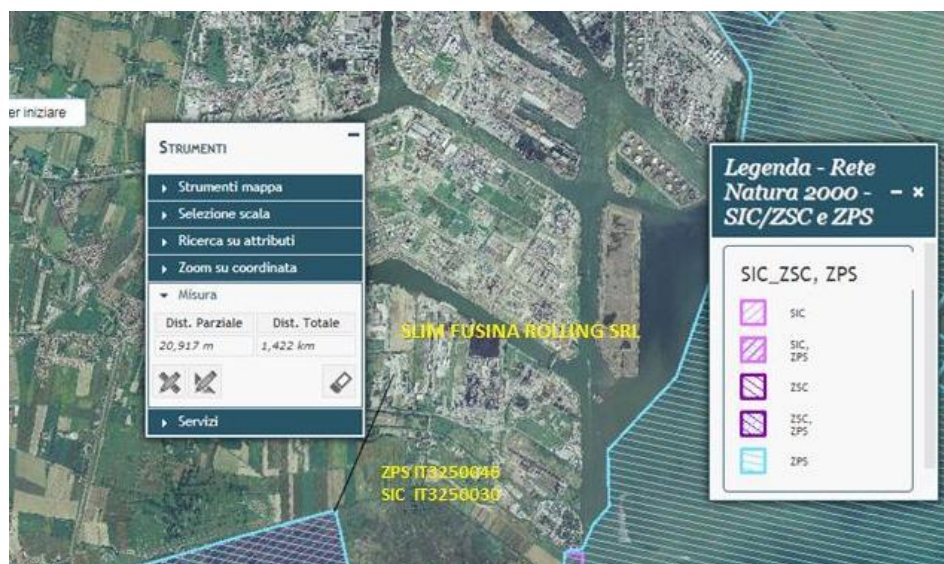 er iniziare
STRUMENTI
Strumenti mappa
Selezione scala
Ricerca su attributi
Zoom su coordinata
Misura
Dist. Parziale
Dist. Totale
20,917 m
1,422 km
Servizi
SLIM FUSINA ROLLING SRL
ZPS IT3250046
SIC IT3250030
Legenda - Rete
Natura 2000 -
SIC/ZSC e ZPS
SIC_ZSC, ZPS
SIC
SIC,
ZPS
ZSC
ZSC,
ZPS
ZPS